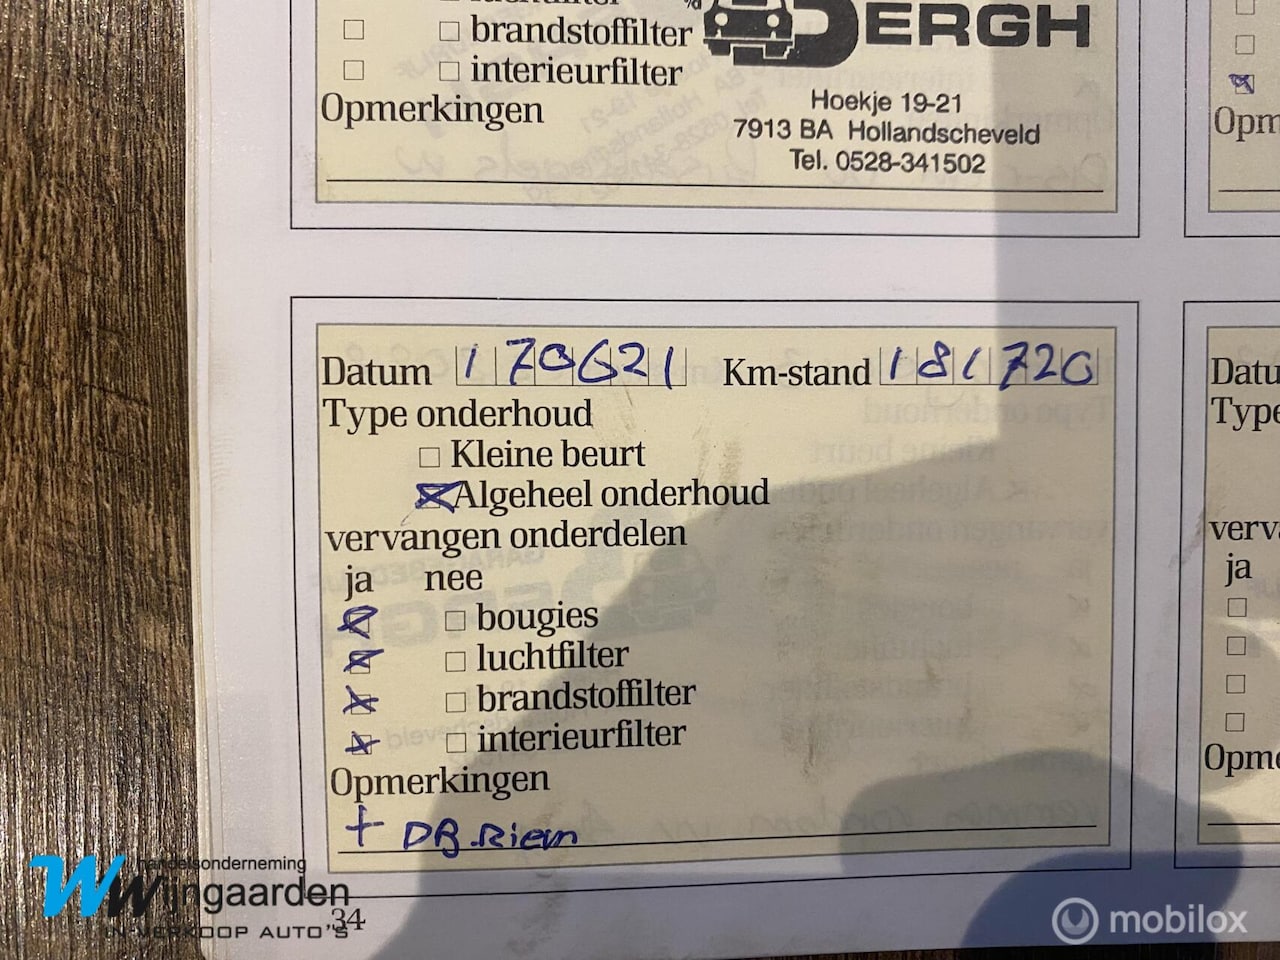 brandstoffilter
BERGH
interieurfilter
Opmerkingen
Hoekje 19-21
7913 BA Hollandscheveld
Tel. 0528-341502
Opm
Datum 170621 Km-stand 181720
Type onderhoud
Kleine beurt
Algeheel onderhoud
vervangen onderdelen
ja nee
bougies
luchtfilter
brandstoffilter
interieurfilter
Opmerkingen
+ DB.Riem
34
Datu
Type
verva
ja
Opme
handelsonderneming
Wijngaarden
IN-VERKOOP AUTO'S
mobilox